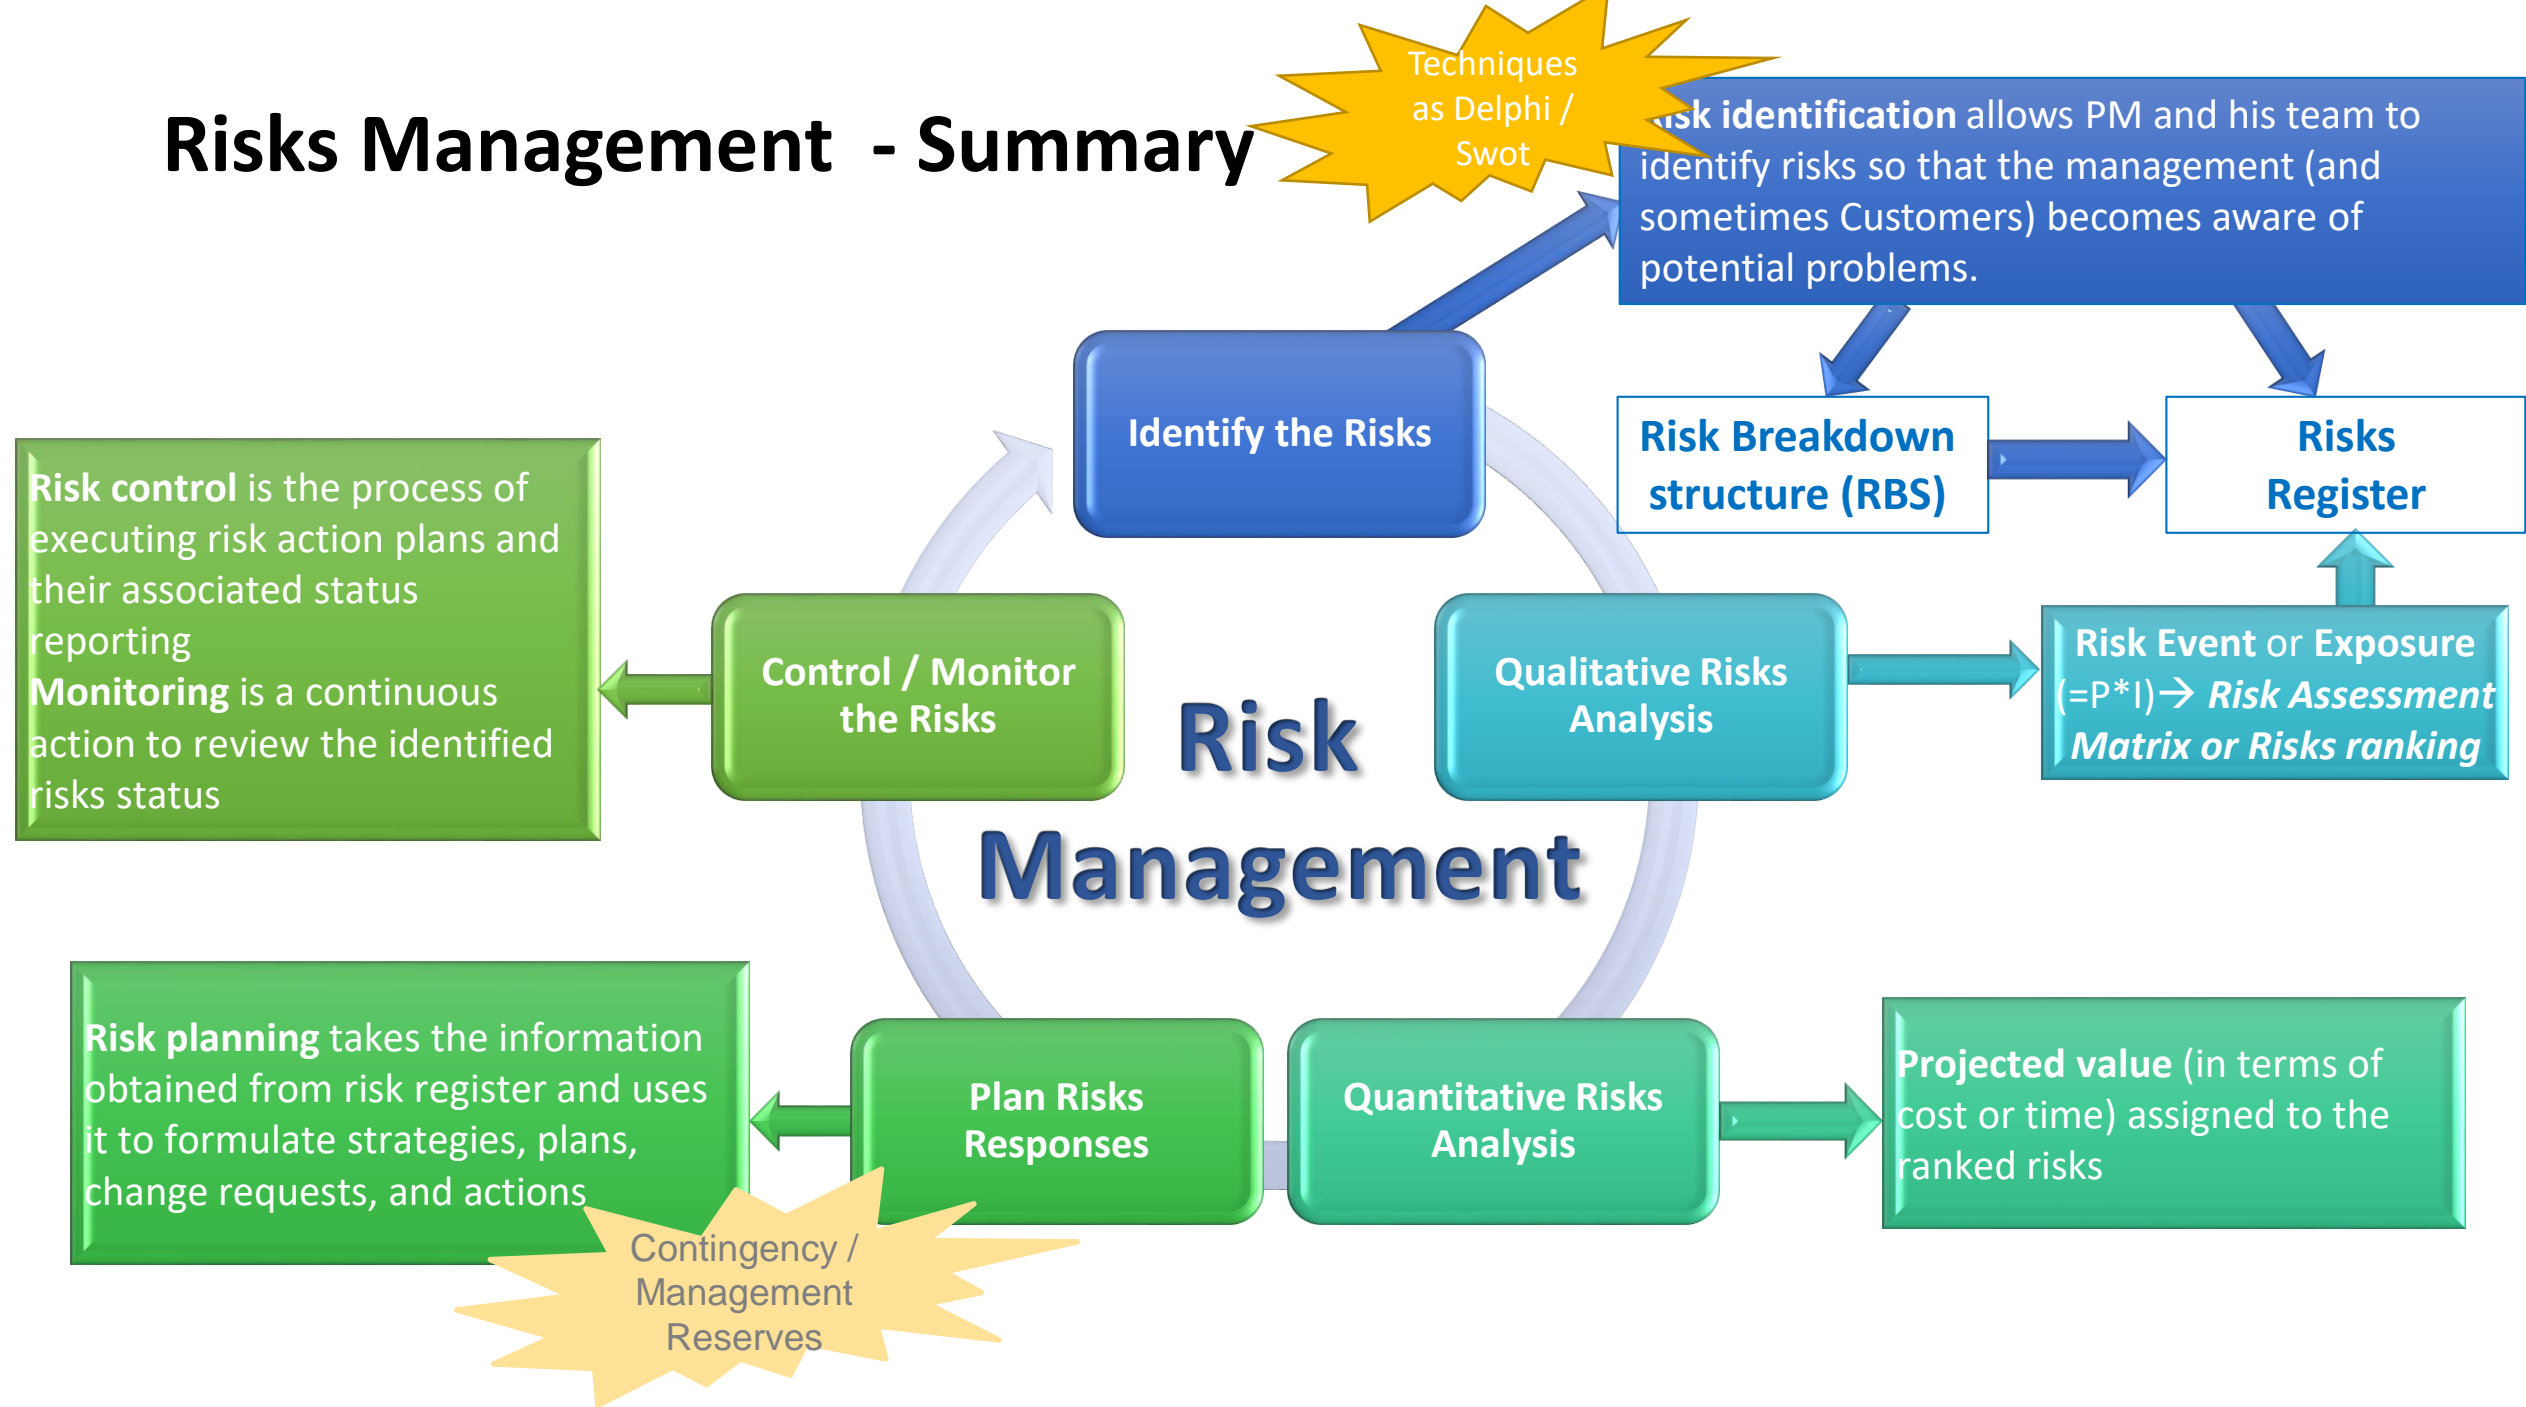 Risks Management  - Summary
Techniques
as Delphi /
Swot
isk identification allows PM and his team to
identify risks so that the management (and
sometimes Customers) becomes aware of
potential problems.
Identify the Risks
Risk Breakdown
structure (RBS)
Risks
Register
Risk control is the process of
executing risk action plans and
their associated status
reporting
Monitoring is a continuous
action to review the identified
risks status
Control / Monitor
the Risks
Qualitative Risks
Analysis
Risk Event or Exposure
(=P*I)→ Risk Assessment
Matrix or Risks ranking
Risk
Management
Risk planning takes the information
obtained from risk register and uses
it to formulate strategies, plans,
change requests, and actions
Plan Risks
Responses
Quantitative Risks
Analysis
Projected value (in terms of
cost or time) assigned to the
ranked risks
Contingency /
Management
Reserves